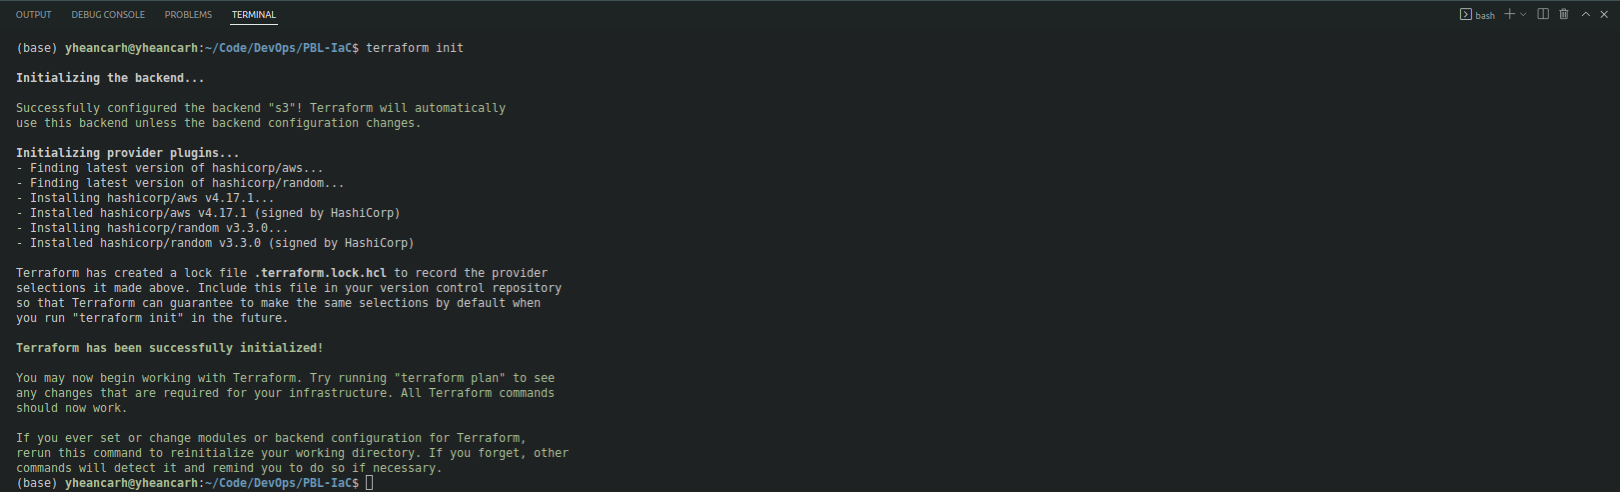 OUTPUT DEBUG CONSOLE PROBLEMS TERMINAL bash
(base) yheancarh@yheancarh:~/Code/DevOps/PBL-IaC$ terraform init
Initializing the backend...
Successfully configured the backend "s3"! Terraform will automatically
use this backend unless the backend configuration changes.
Initializing provider plugins...
- Finding latest version of hashicorp/aws...
- Finding latest version of hashicorp/random...
- Installing hashicorp/aws v4.17.1...
- Installed hashicorp/aws v4.17.1 (signed by HashiCorp)
- Installing hashicorp/random v3.3.0...
- Installed hashicorp/random v3.3.0 (signed by HashiCorp)
Terraform has created a lock file .terraform.lock.hcl to record the provider
selections it made above. Include this file in your version control repository
so that Terraform can guarantee to make the same selections by default when
you run "terraform init" in the future.
Terraform has been successfully initialized!
You may now begin working with Terraform. Try running "terraform plan" to see
any changes that are required for your infrastructure. All Terraform commands
should now work.
If you ever set or change modules or backend configuration for Terraform,
rerun this command to reinitialize your working directory. If you forget, other
commands will detect it and remind you to do so if necessary.
(base) yheancarh@yheancarh:~/Code/DevOps/PBL-IaC$